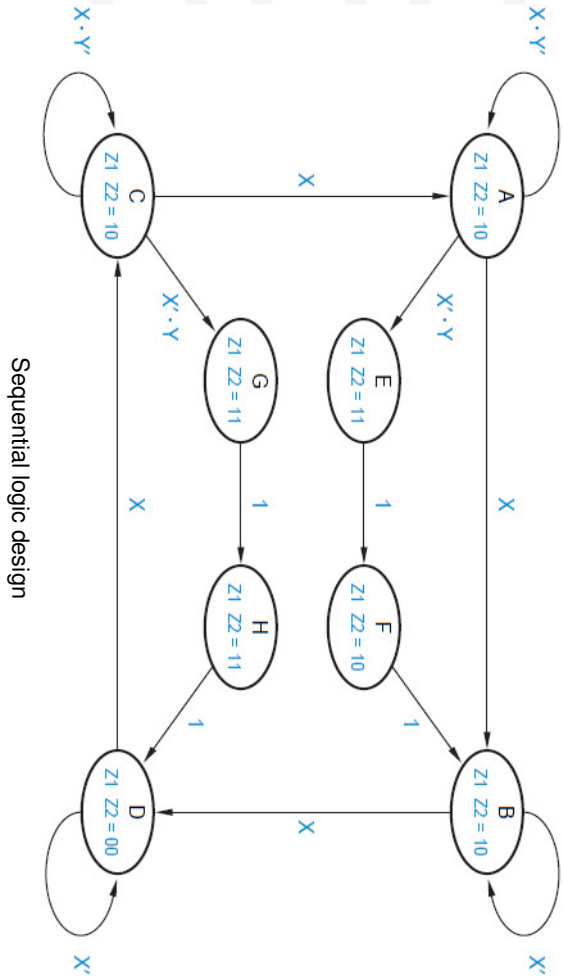 X · Y′
X′
A
X
B
Z1 Z2 = 10
Z1 Z2 = 10
X′ · Y
1
E
1
F
Z1 Z2 = 11
Z1 Z2 = 10
X
X
G
1
H
Z1 Z2 = 11
Z1 Z2 = 11
X′ · Y
1
C
X
D
Z1 Z2 = 10
Z1 Z2 = 00
X · Y′
X′
Sequential logic design